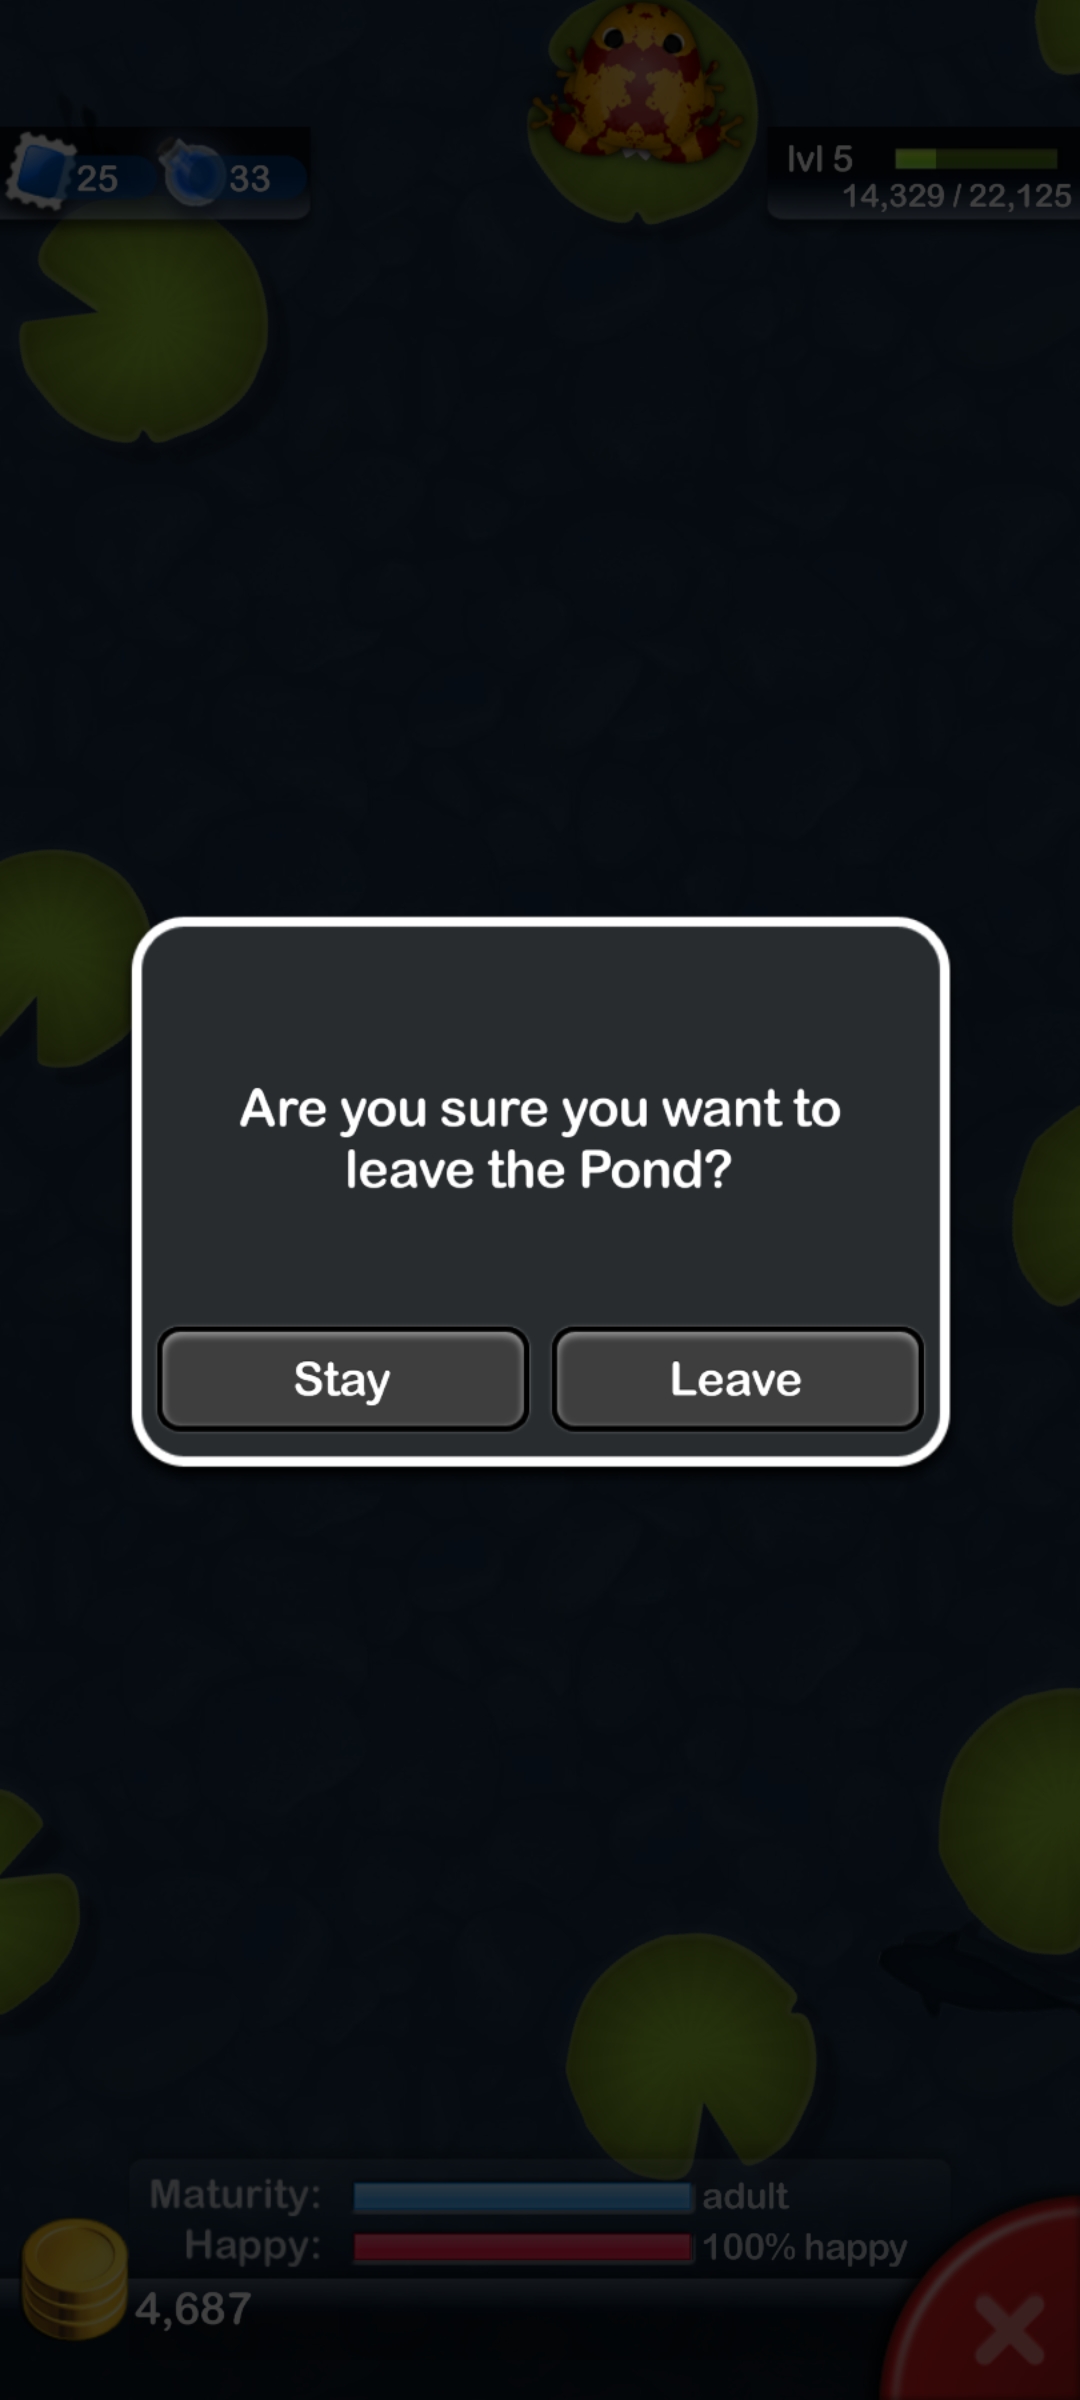 25 33
lvl 5
14,329 / 22,125
Are you sure you want to
leave the Pond?
Stay Leave
Maturity: adult
Happy: 100% happy
4,687